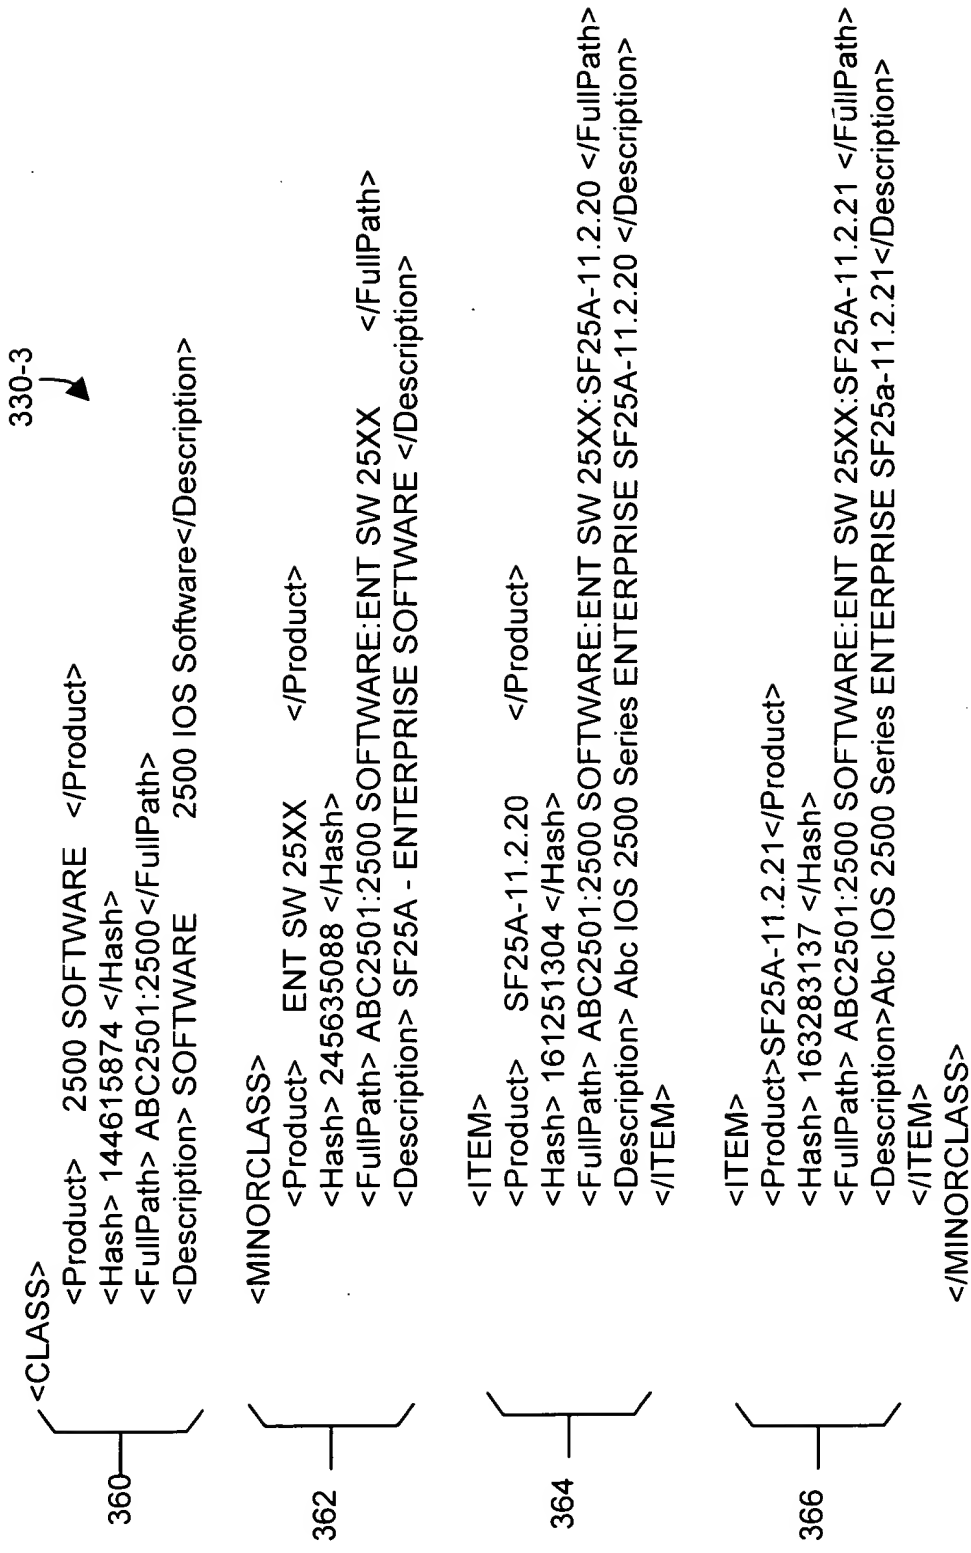 330-3
<CLASS>
<Product> 2500 SOFTWARE </Product>
<Hash> 144615874 </Hash>
<FullPath> ABC2501:2500</FullPath>
<Description> SOFTWARE 2500 IOS Software</Description>
360
<MINORCLASS>
<Product> ENT SW 25XX </Product>
<Hash> 245635088 </Hash>
<FullPath> ABC2501:2500 SOFTWARE:ENT SW 25XX </FullPath>
<Description> SF25A - ENTERPRISE SOFTWARE </Description>
362
<ITEM>
<Product> SF25A-11.2.20 </Product>
<Hash> 161251304 </Hash>
<FullPath> ABC2501:2500 SOFTWARE:ENT SW 25XX:SF25A-11.2.20 </FullPath>
<Description> Abc IOS 2500 Series ENTERPRISE SF25A-11.2.20 </Description>
</ITEM>
364
<ITEM>
<Product>SF25A-11.2.21</Product>
<Hash> 163283137 </Hash>
<FullPath> ABC2501:2500 SOFTWARE:ENT SW 25XX:SF25A-11.2.21 </FullPath>
<Description>Abc IOS 2500 Series ENTERPRISE SF25a-11.2.21</Description>
</ITEM>
</MINORCLASS>
366